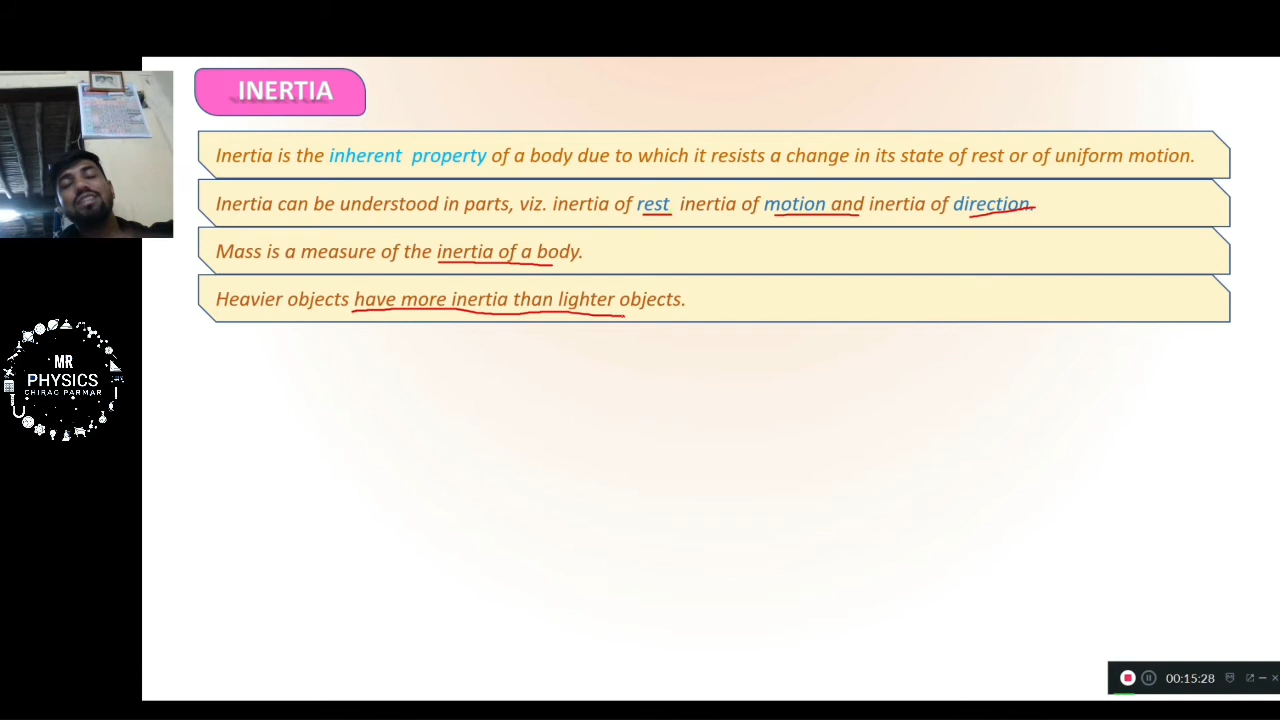 INERTIA
Inertia is the inherent property of a body due to which it resists a change in its state of rest or of uniform motion.
Inertia can be understood in parts, viz. inertia of rest inertia of motion and inertia of direction.
Mass is a measure of the inertia of a body.
Heavier objects have more inertia than lighter objects.
MR
PHYSICS
CHIRAG PARMAR
00:15:28